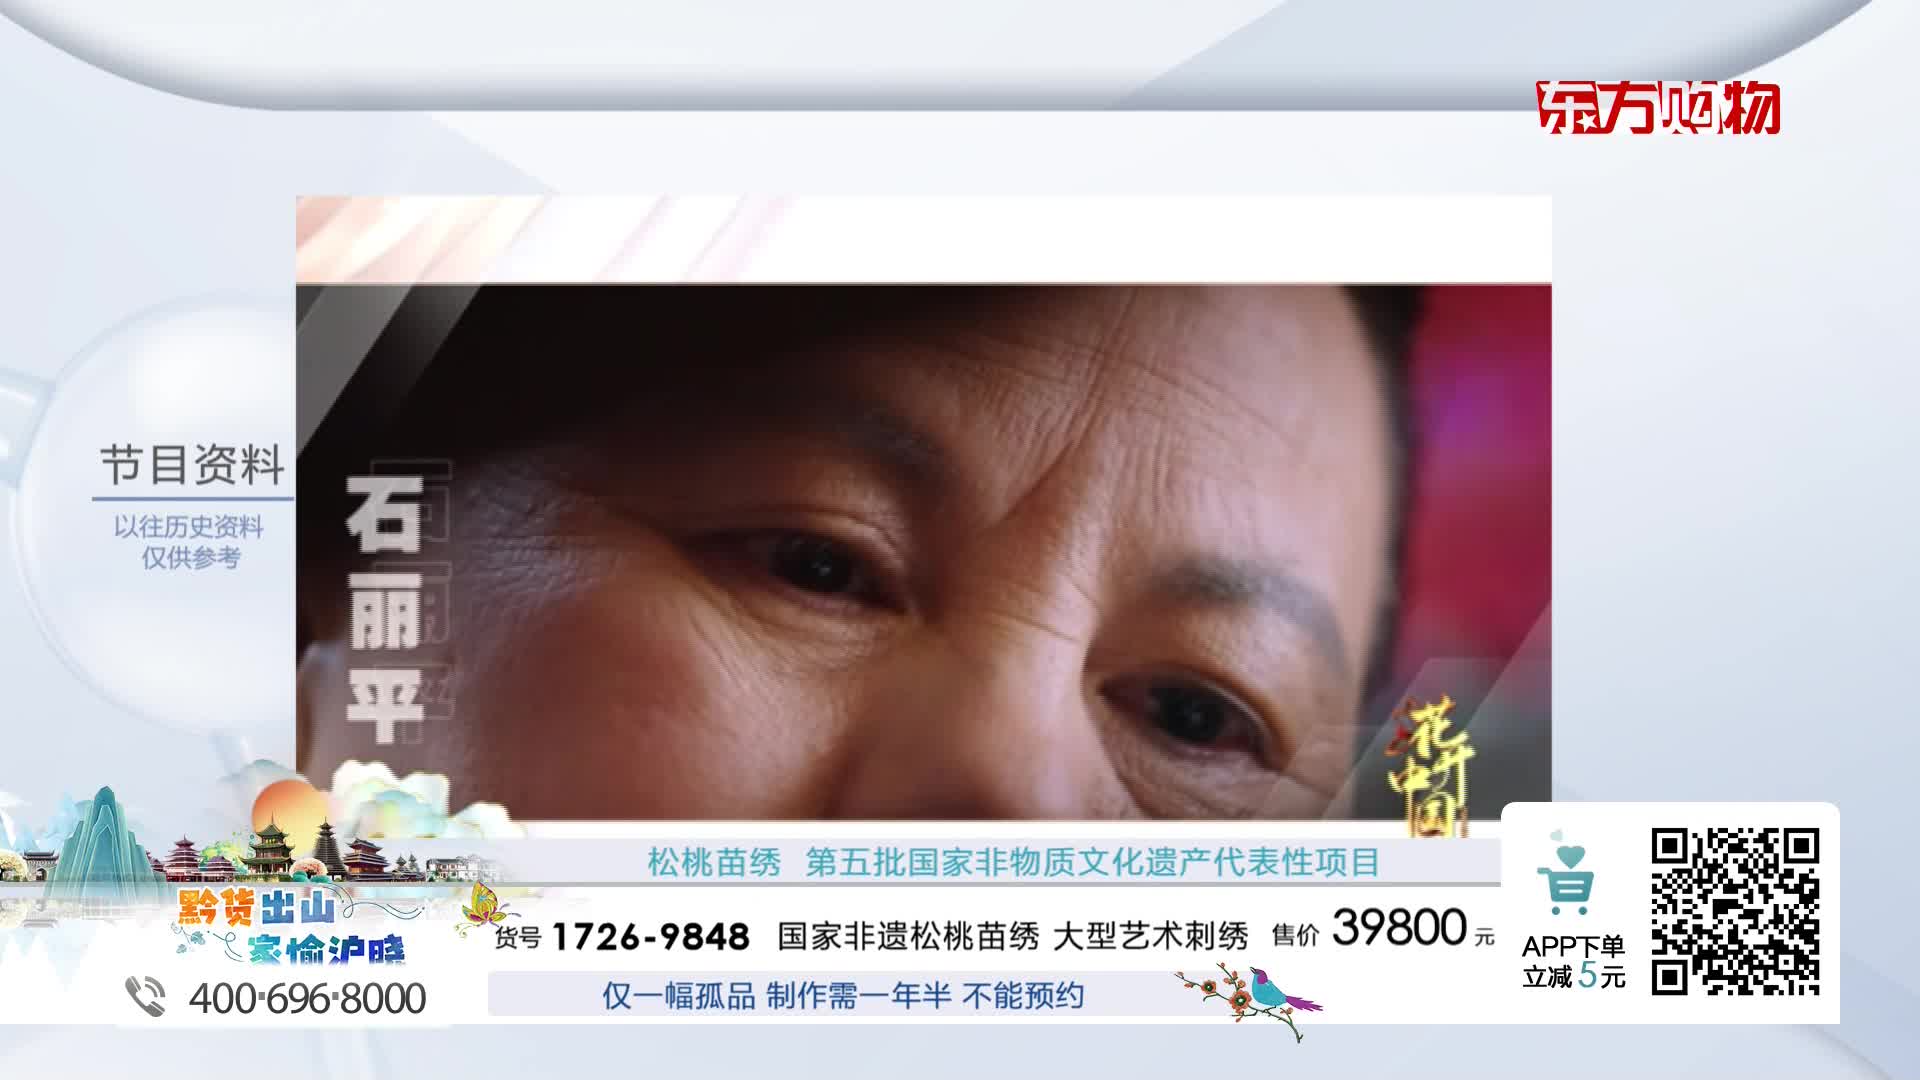 东方购物
节目资料
以往历史资料
仅供参考
石丽平
花开中国
松桃苗绣 第五批国家非物质文化遗产代表性项目
黔货出山
家愉沪晓
货号 1726-9848 国家非遗松桃苗绣 大型艺术刺绣 售价 39800 元
APP下单
立减5元
400·696·8000
仅一幅孤品 制作需一年半 不能预约